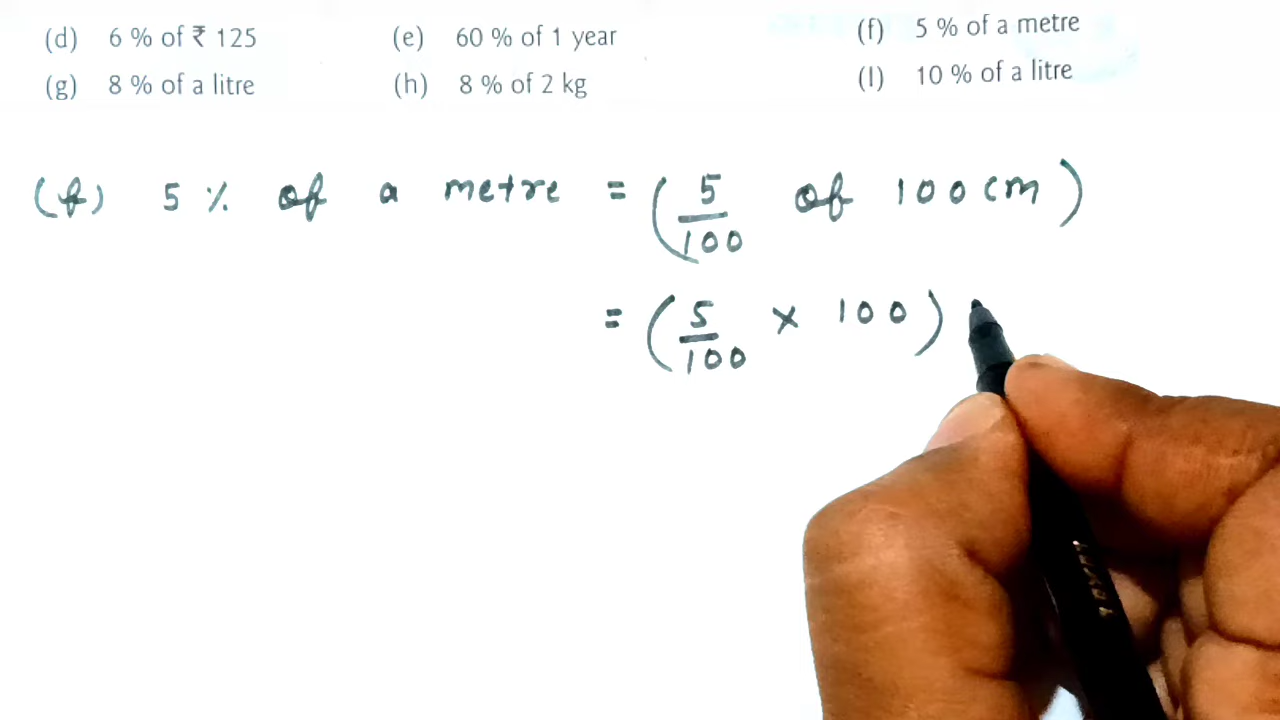 (d) 6 % of ₹ 125 (e) 60 % of 1 year (f) 5 % of a metre
(g) 8 % of a litre (h) 8 % of 2 kg (I) 10 % of a litre
(f) 5 % of a metre = (5/100 of 100 cm)
= (5/100 × 100)